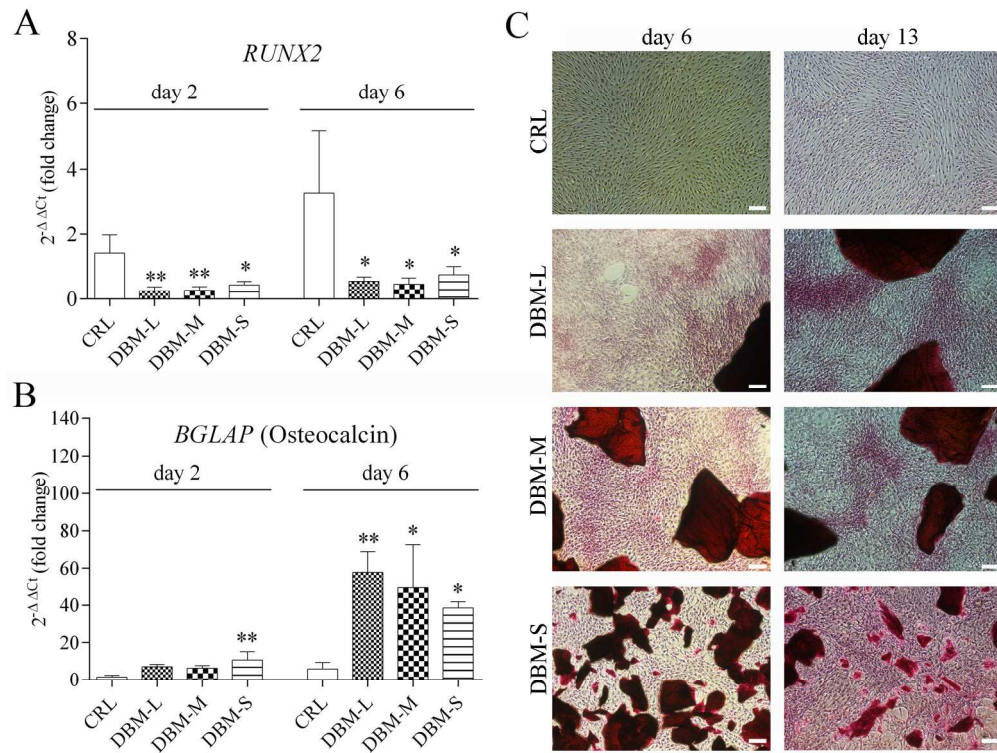 A
RUNX2
day 2
day 6
2-Δ ΔCt (fold change)
8
6
4
2
0
**
**
*
*
*
*
CRL
DBM-L
DBM-M
DBM-S
CRL
DBM-L
DBM-M
DBM-S
B
BGLAP (Osteocalcin)
day 2
day 6
2-Δ ΔCt (fold change)
140
120
100
80
60
40
20
0
**
**
*
*
CRL
DBM-L
DBM-M
DBM-S
CRL
DBM-L
DBM-M
DBM-S
C
day 6
day 13
CRL
DBM-L
DBM-M
DBM-S